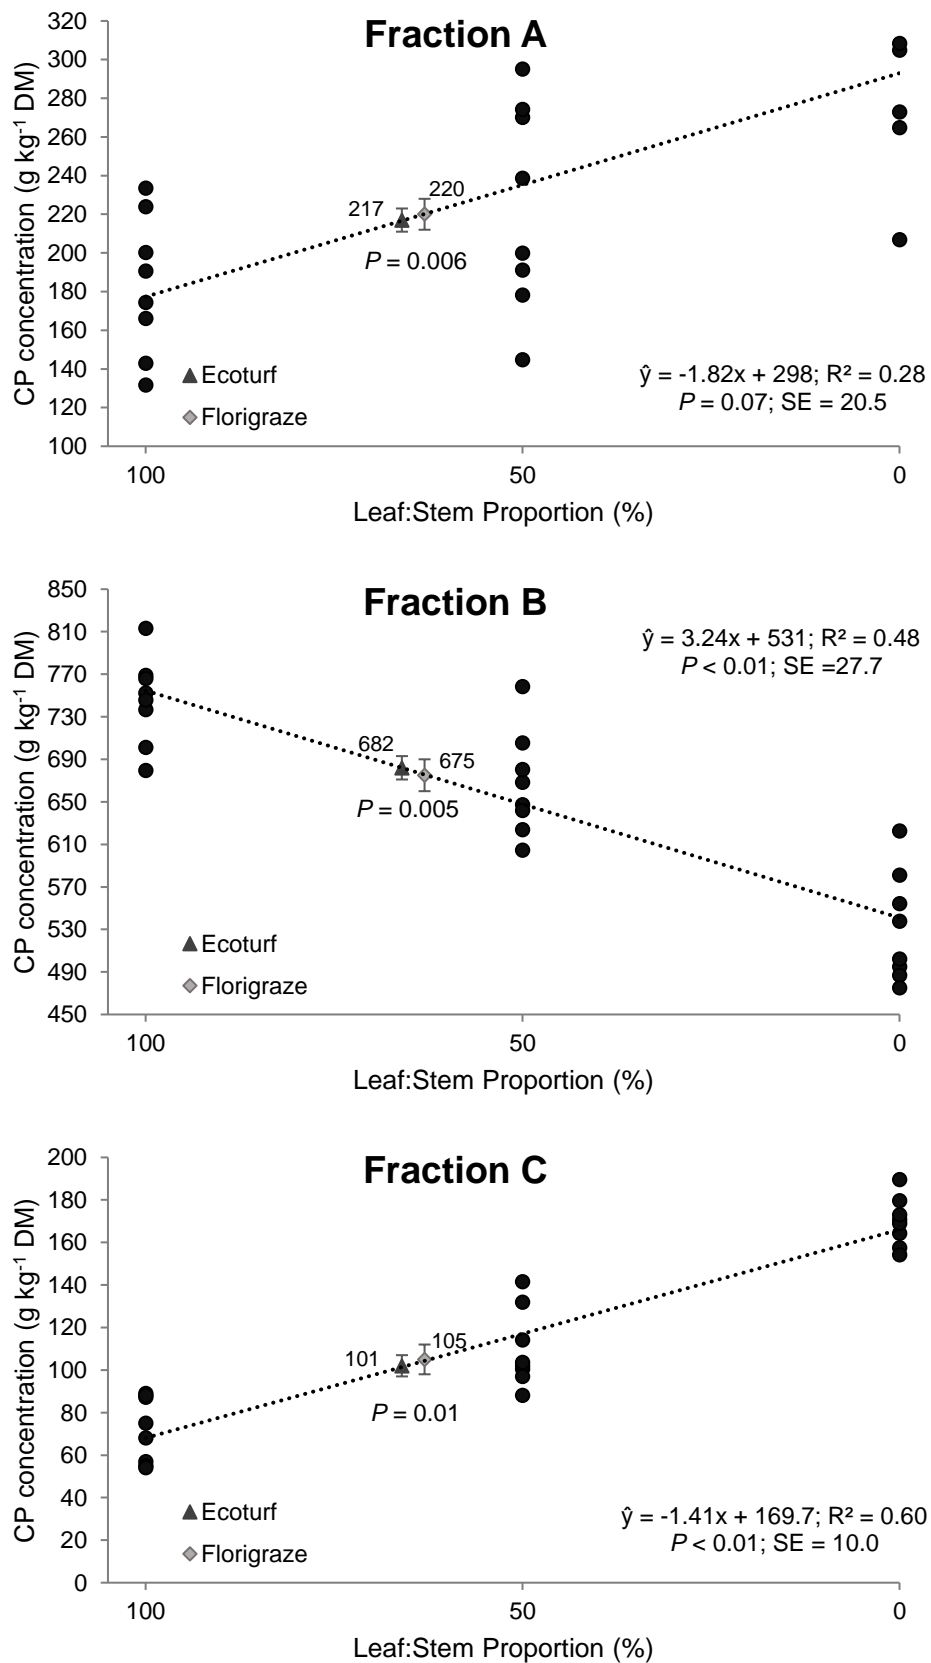 Fraction A
CP concentration (g kg⁻¹ DM)
320
300
280
260
240
220
200
180
160
140
120
100
217
220
P = 0.006
Ecoturf
Florigraze
ŷ = -1.82x + 298; R² = 0.28
P = 0.07; SE = 20.5
100
50
0
Leaf:Stem Proportion (%)
Fraction B
CP concentration (g kg⁻¹ DM)
850
810
770
730
690
650
610
570
530
490
450
ŷ = 3.24x + 531; R² = 0.48
P < 0.01; SE =27.7
682
675
P = 0.005
Ecoturf
Florigraze
100
50
0
Leaf:Stem Proportion (%)
Fraction C
CP concentration (g kg⁻¹ DM)
200
180
160
140
120
100
80
60
40
20
0
101
105
P = 0.01
Ecoturf
Florigraze
ŷ = -1.41x + 169.7; R² = 0.60
P < 0.01; SE = 10.0
100
50
0
Leaf:Stem Proportion (%)